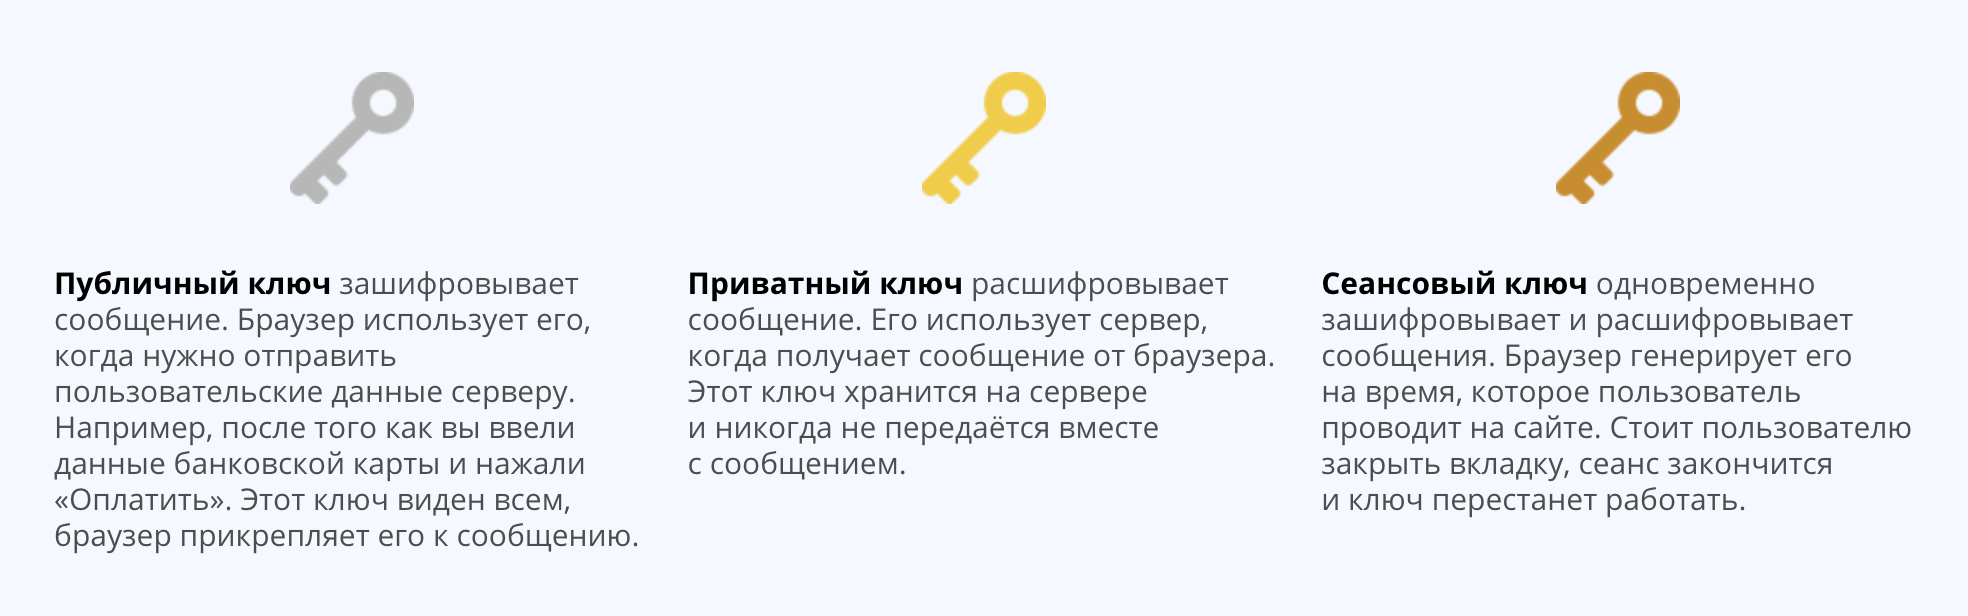 Публичный ключ зашифровывает
сообщение. Браузер использует его,
когда нужно отправить
пользовательские данные серверу.
Например, после того как вы ввели
данные банковской карты и нажали
«Оплатить». Этот ключ виден всем,
браузер прикрепляет его к сообщению.
Приватный ключ расшифровывает
сообщение. Его использует сервер,
когда получает сообщение от браузера.
Этот ключ хранится на сервере
и никогда не передаётся вместе
с сообщением.
Сеансовый ключ одновременно
зашифровывает и расшифровывает
сообщения. Браузер генерирует его
на время, которое пользователь
проводит на сайте. Стоит пользователю
закрыть вкладку, сеанс закончится
и ключ перестанет работать.